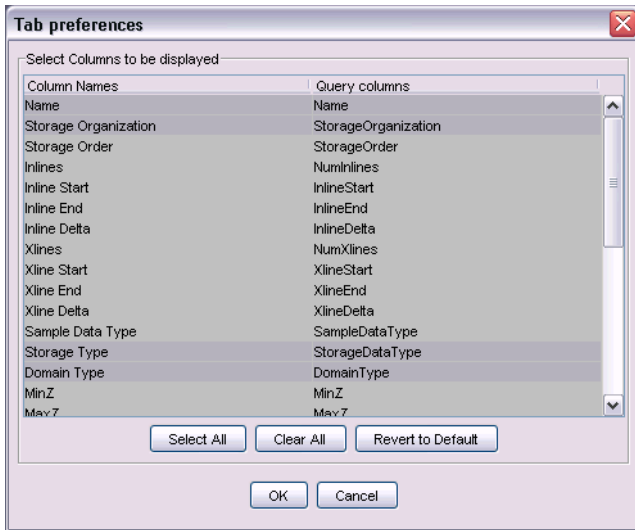 Tab preferences
Select Columns to be displayed
Column Names Query columns
Name Name
Storage Organization StorageOrganization
Storage Order StorageOrder
Inlines NumInlines
Inline Start InlineStart
Inline End InlineEnd
Inline Delta InlineDelta
Xlines NumXlines
Xline Start XlineStart
Xline End XlineEnd
Xline Delta XlineDelta
Sample Data Type SampleDataType
Storage Type StorageDataType
Domain Type DomainType
MinZ MinZ
MaxZ MaxZ
Select All Clear All Revert to Default
OK Cancel